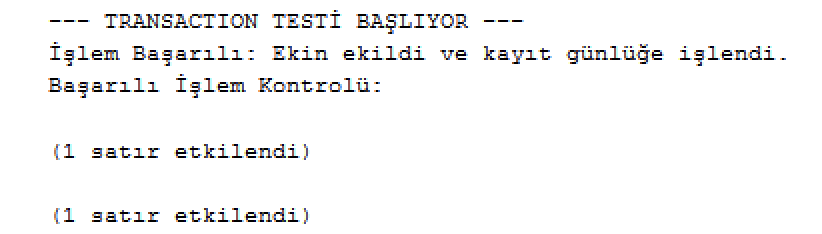 --- TRANSACTION TESTİ BAŞLIYOR ---
İşlem Başarılı: Ekin ekildi ve kayıt günlüğe işlendi.
Başarılı İşlem Kontrolü:
(1 satır etkilendi)
(1 satır etkilendi)